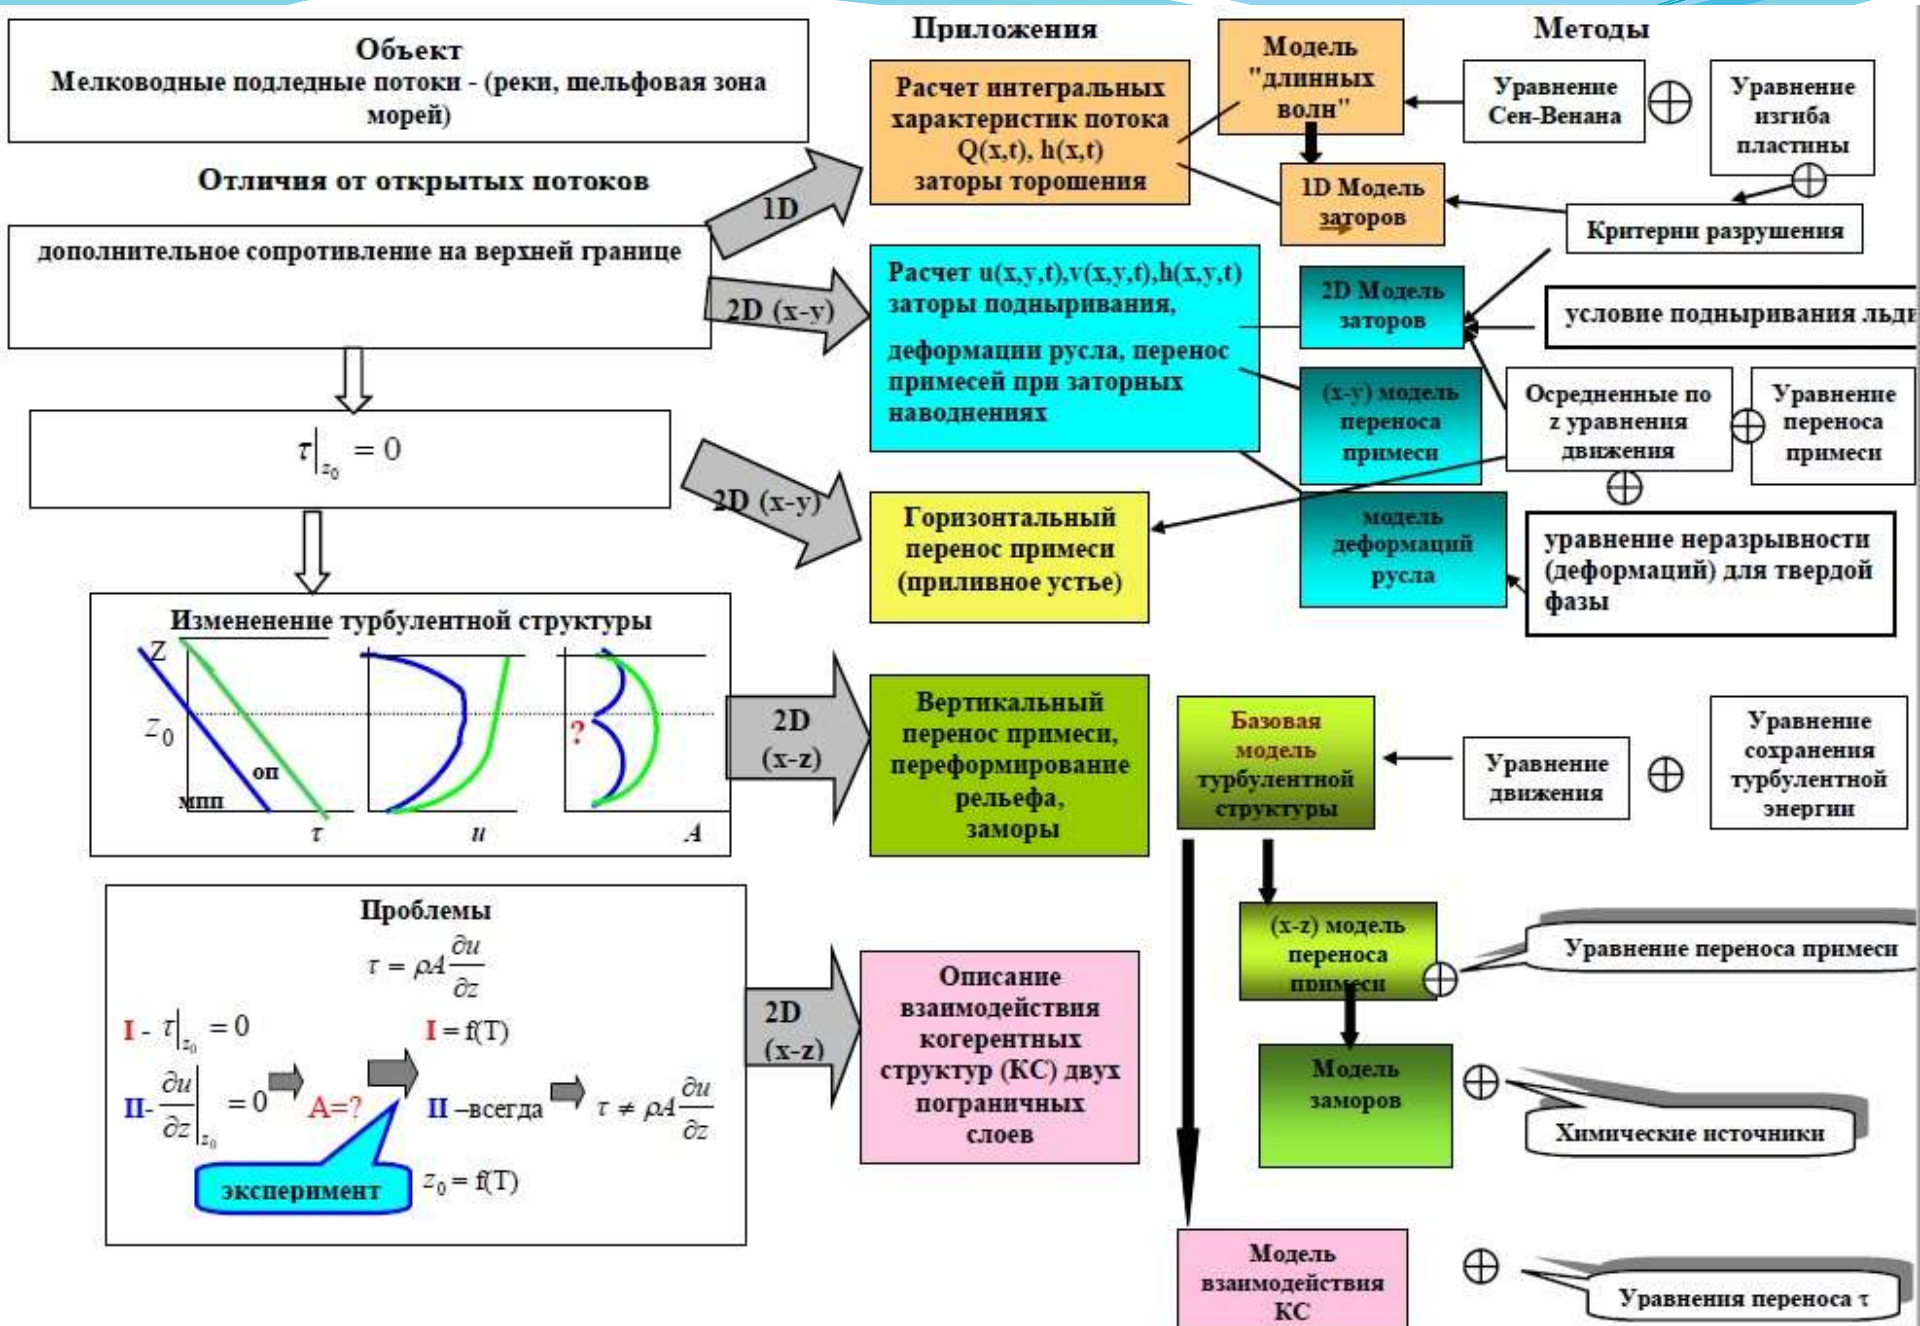 Объект
Мелководные подледные потоки - (реки, шельфовая зона
морей)
Отличия от открытых потоков
дополнительное сопротивление на верхней границе
τ|z₀ = 0
Измененение турбулентной структуры
Z
z₀
оп
мпп
τ
u
?
A
Проблемы
τ = ρA ∂u/∂z
I - τ|z₀ = 0
I = f(T)
II- ∂u/∂z|z₀ = 0
A=?
II –всегда
τ ≠ ρA ∂u/∂z
z₀ = f(T)
эксперимент
1D
2D (x-y)
2D (x-y)
2D
(x-z)
2D
(x-z)
Приложения
Расчет интегральных
характеристик потока
Q(x,t), h(x,t)
заторы торошения
Расчет u(x,y,t),v(x,y,t),h(x,y,t)
заторы подныривания,
деформации русла, перенос
примесей при заторных
наводнениях
Горизонтальный
перенос примеси
(приливное устье)
Вертикальный
перенос примеси,
переформирование
рельефа,
заморы
Описание
взаимодействия
когерентных
структур (КС) двух
пограничных
слоев
Методы
Модель
"длинных
волн"
Уравнение
Сен-Венана
Уравнение
изгиба
пластины
1D Модель
заторов
Критерии разрушения
2D Модель
заторов
условие подныривания льди
(x-y) модель
переноса
примеси
Осредненные по
z уравнения
движения
Уравнение
переноса
примеси
модель
деформаций
русла
уравнение неразрывности
(деформаций) для твердой
фазы
Базовая
модель
турбулентной
структуры
Уравнение
движения
Уравнение
сохранения
турбулентной
энергии
(x-z) модель
переноса
примеси
Уравнение переноса примеси
Модель
заморов
Химические источники
Модель
взаимодействия
КС
Уравнения переноса τ